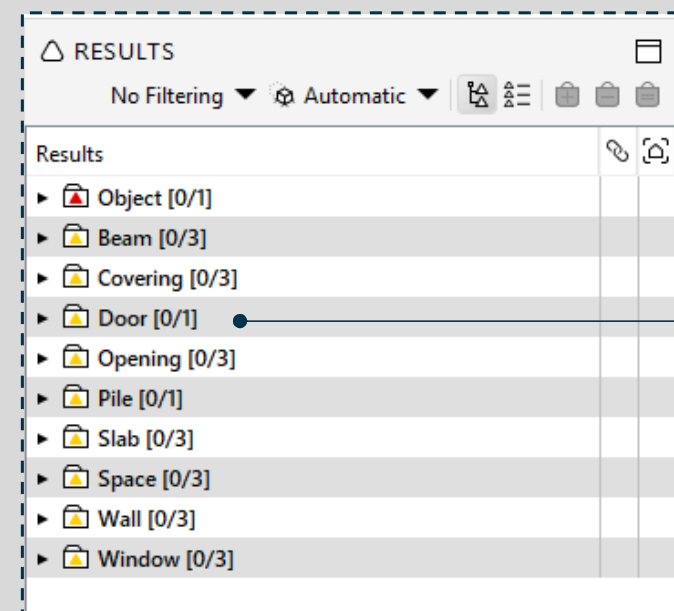 RESULTS
No Filtering Automatic
Results
Object [0/1]
Beam [0/3]
Covering [0/3]
Door [0/1]
Opening [0/3]
Pile [0/1]
Slab [0/3]
Space [0/3]
Wall [0/3]
Window [0/3]